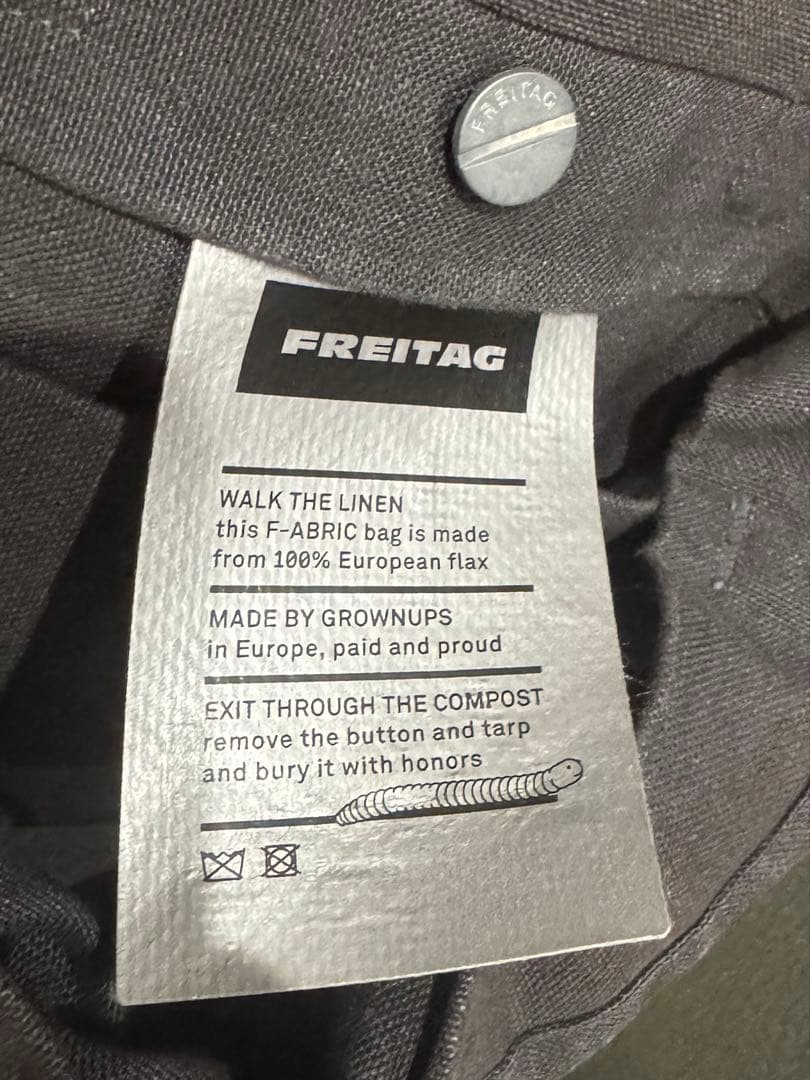 FREITAG
FREITAG
WALK THE LINEN
this F-ABRIC bag is made
from 100% European flax
MADE BY GROWNUPS
in Europe, paid and proud
EXIT THROUGH THE COMPOST
remove the button and tarp
and bury it with honors